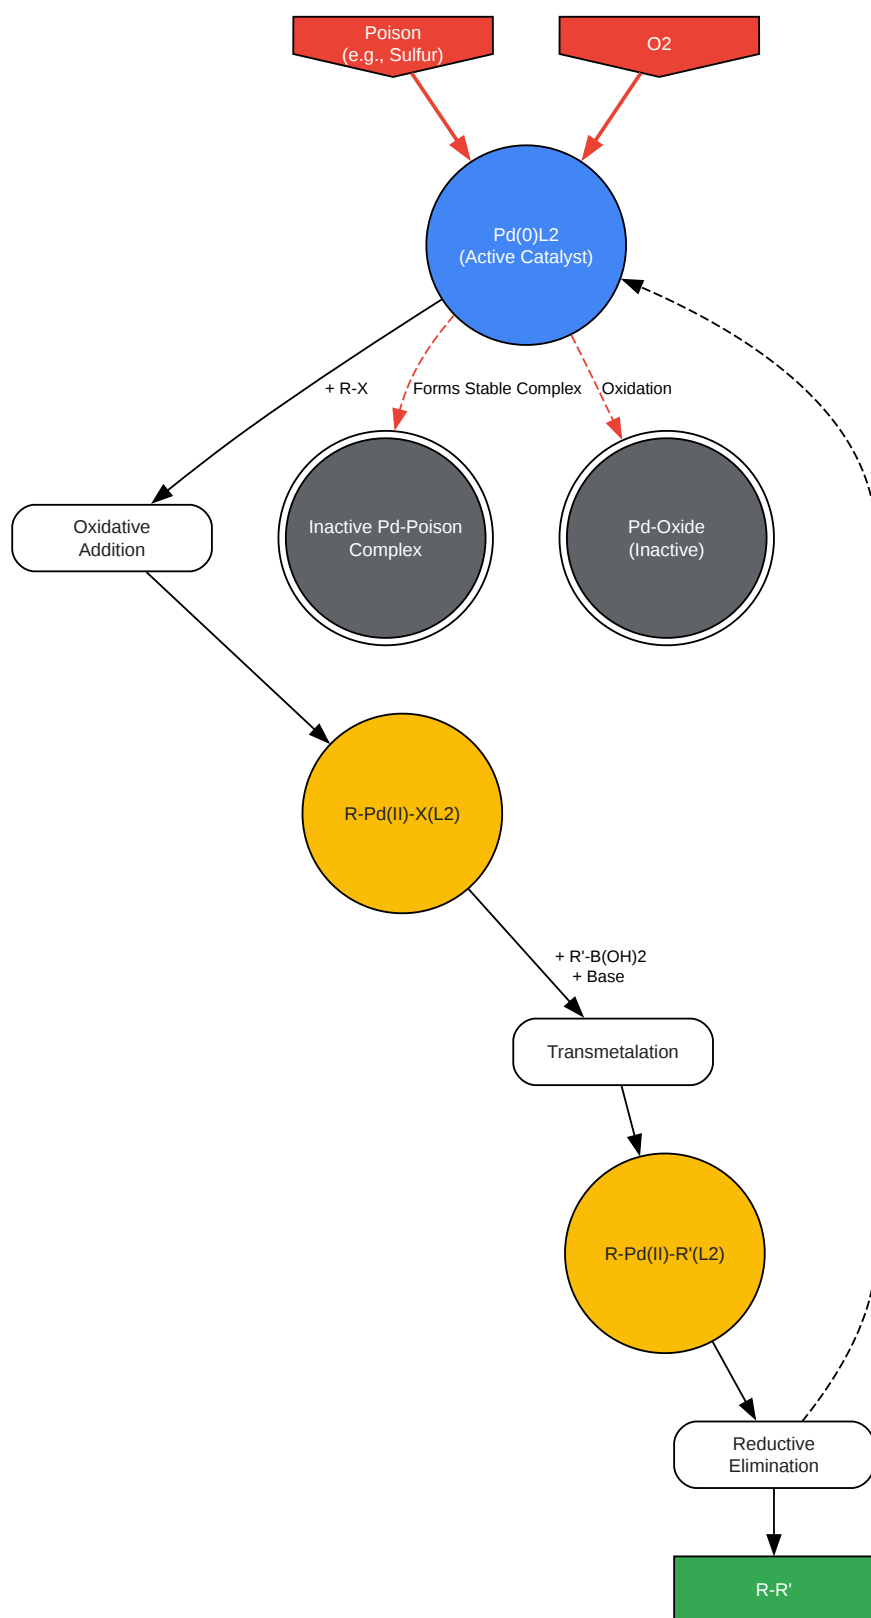 Poison
(e.g., Sulfur)
O2
Pd(0)L2
(Active Catalyst)
+ R-X
Forms Stable Complex
Oxidation
Oxidative
Addition
Inactive Pd-Poison
Complex
Pd-Oxide
(Inactive)
R-Pd(II)-X(L2)
+ R'-B(OH)2
+ Base
Transmetalation
R-Pd(II)-R'(L2)
Reductive
Elimination
R-R'